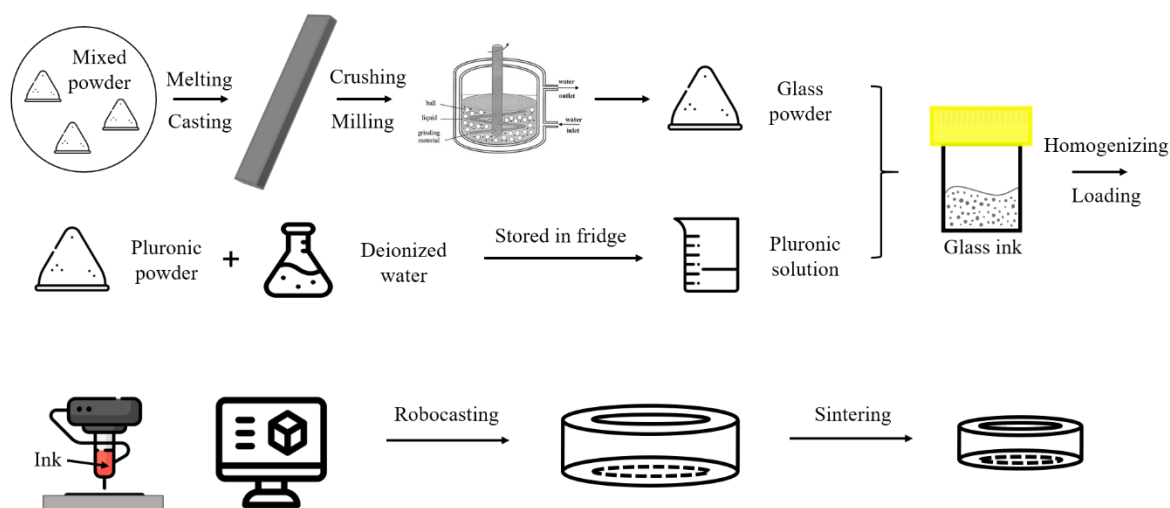 Mixed
powder
Melting
Casting
Crushing
Milling
ball
liquid
grinding
material
water
outlet
water
inlet
Glass
powder
Homogenizing
Loading
Glass ink
Pluronic
powder
+
Deionized
water
Stored in fridge
Pluronic
solution
Ink
Robocasting
Sintering